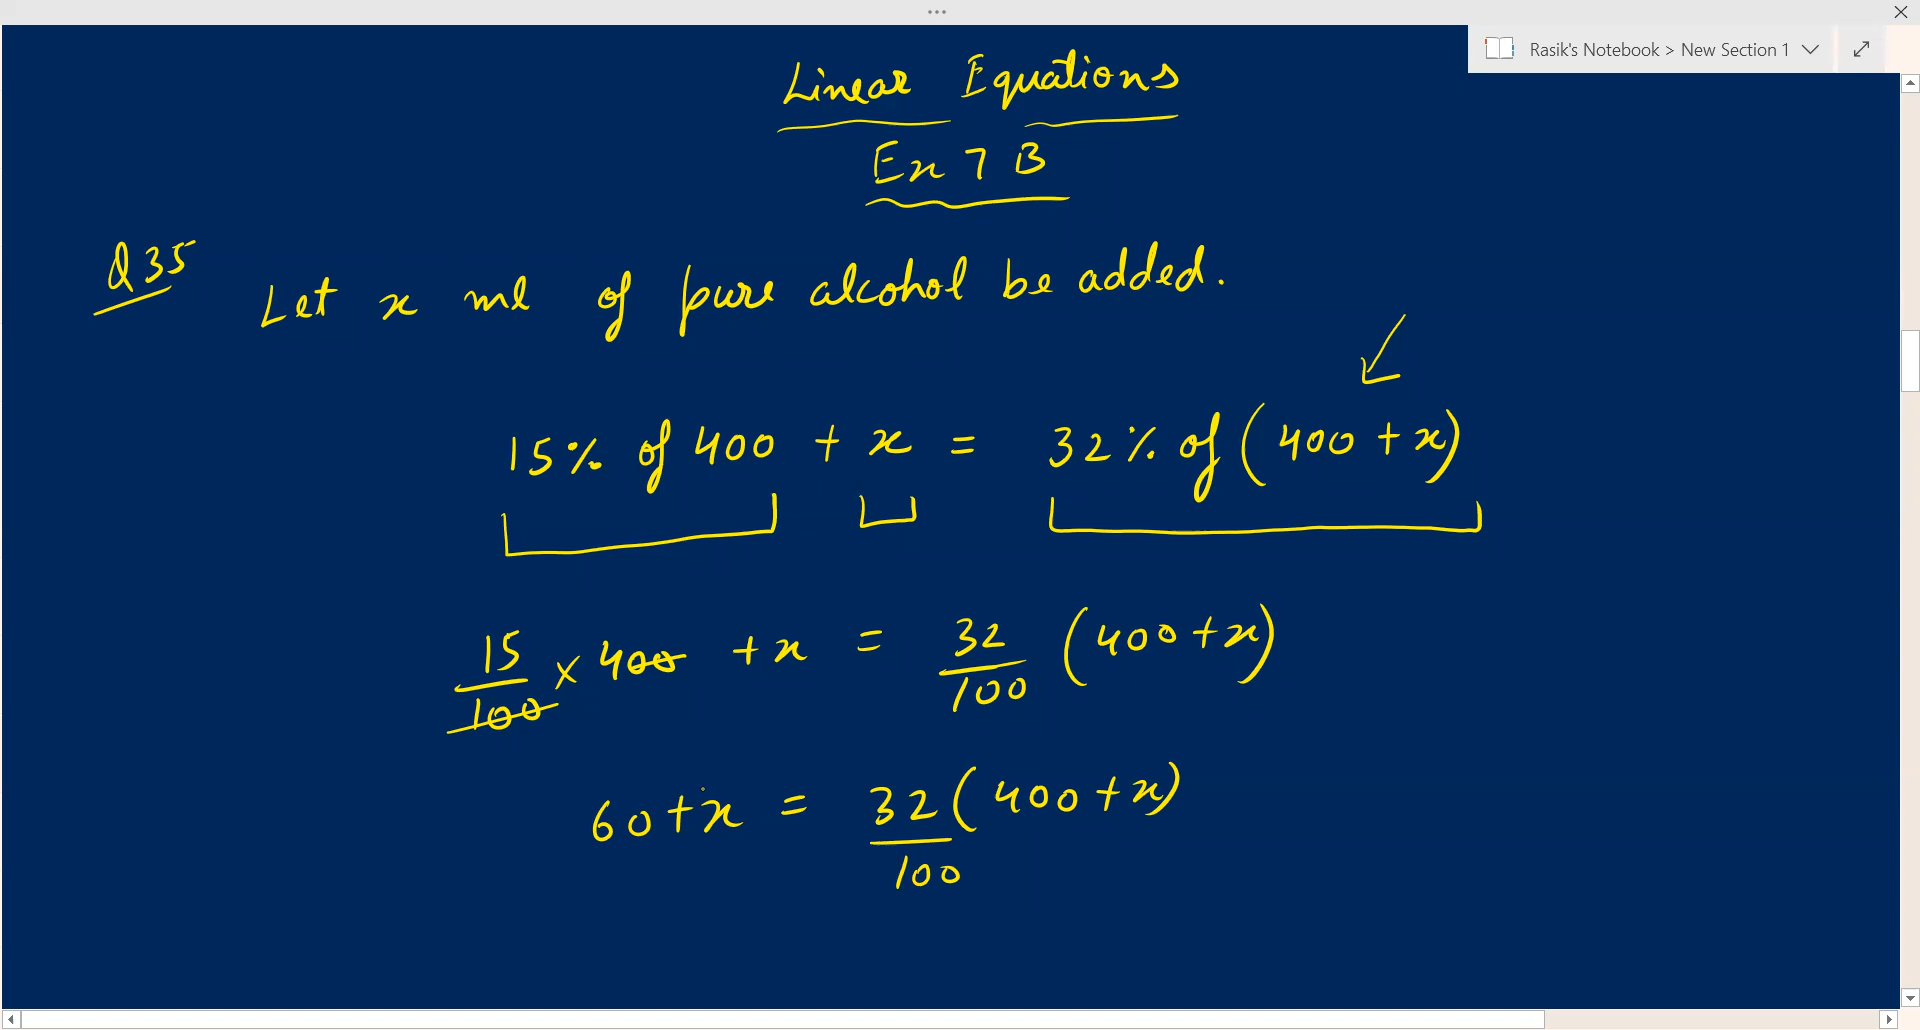 Rasik's Notebook > New Section 1
Linear Equations
Ex 7 B
Q35
Let x ml of pure alcohol be added.
15% of 400 + x = 32% of (400 + x)
15/100 × 400 + x = 32/100 (400 + x)
60 + x = 32/100 (400 + x)